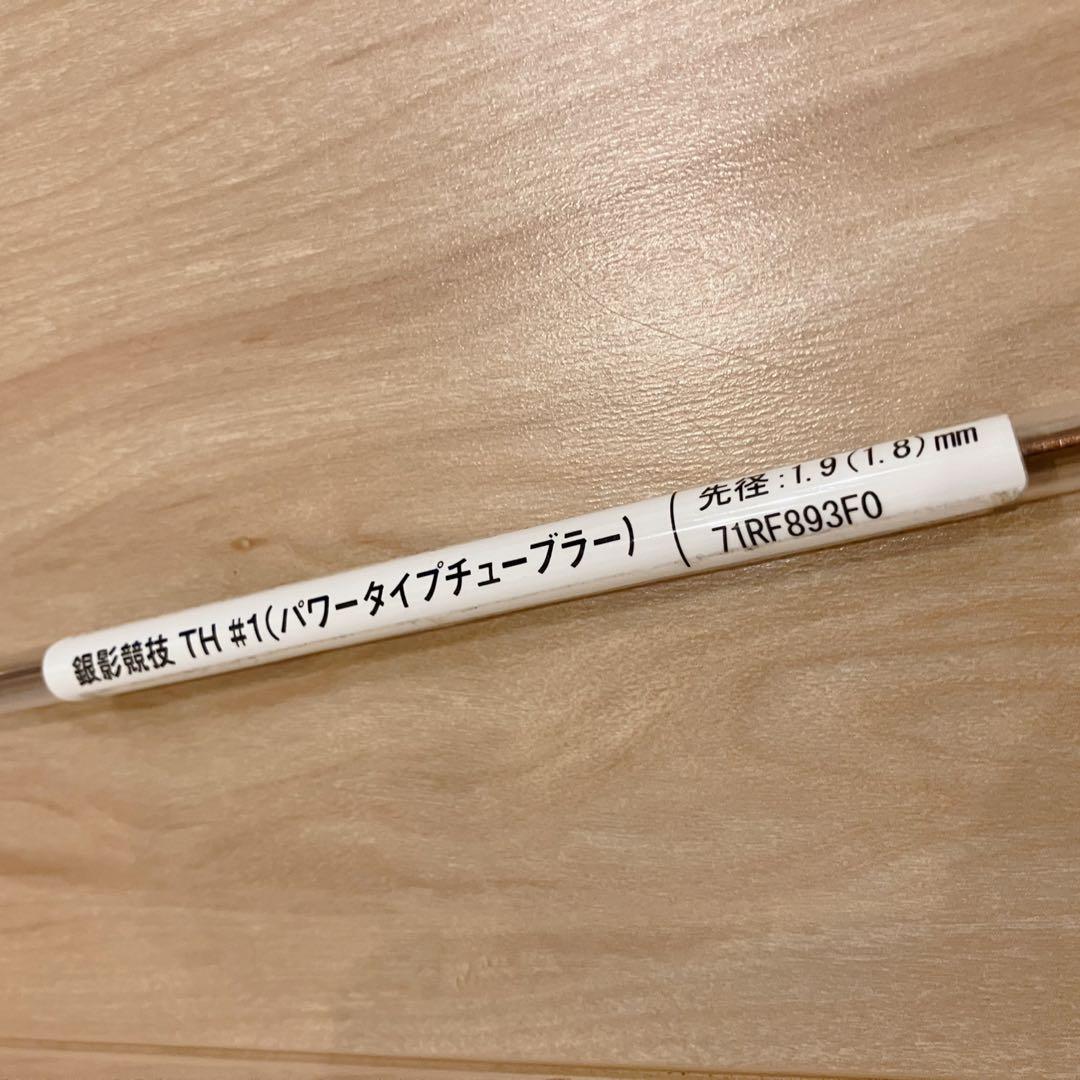 銀影競技 TH #1(パワータイプチューブラー)
先径:1.9(1.8)mm
71RF893F0